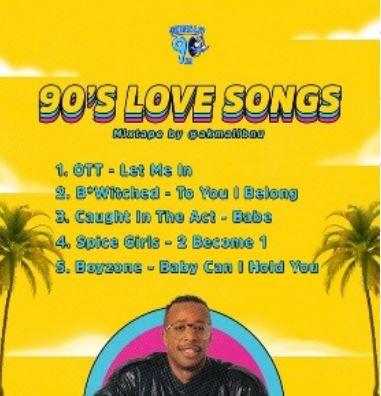 90'S LOVE SONGS
Mixtape by @akmalibnu
1. OTT - Let Me In
2. B*Witched - To You I Belong
3. Caught In The Act - Babe
4. Spice Girls - 2 Become 1
5. Boyzone - Baby Can I Hold You